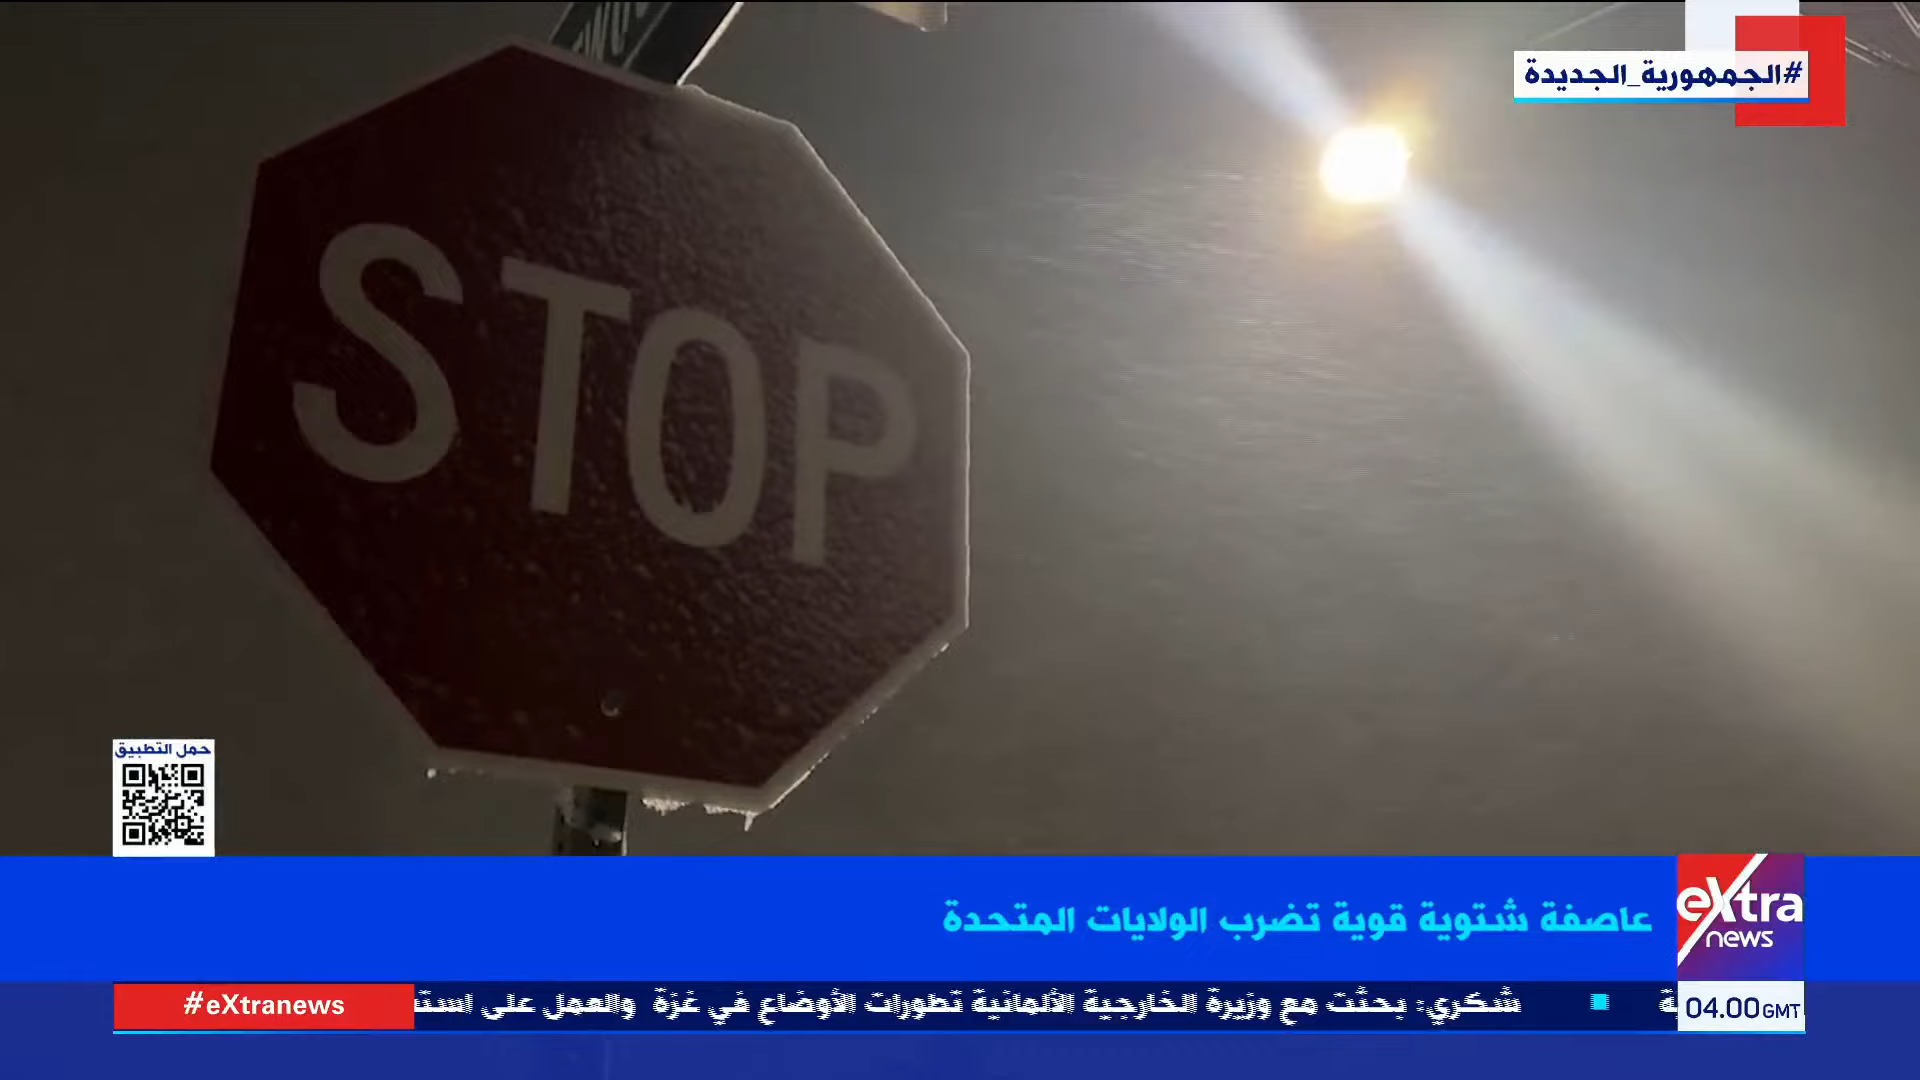 #الجمهورية_الجديدة
STOP
حمل التطبيق
عاصفة شتوية قوية تضرب الولايات المتحدة
eXtra
news
شكري: بحثت مع وزيرة الخارجية الألمانية تطورات الأوضاع في غزة والعمل على
#eXtranews
04.00GMT